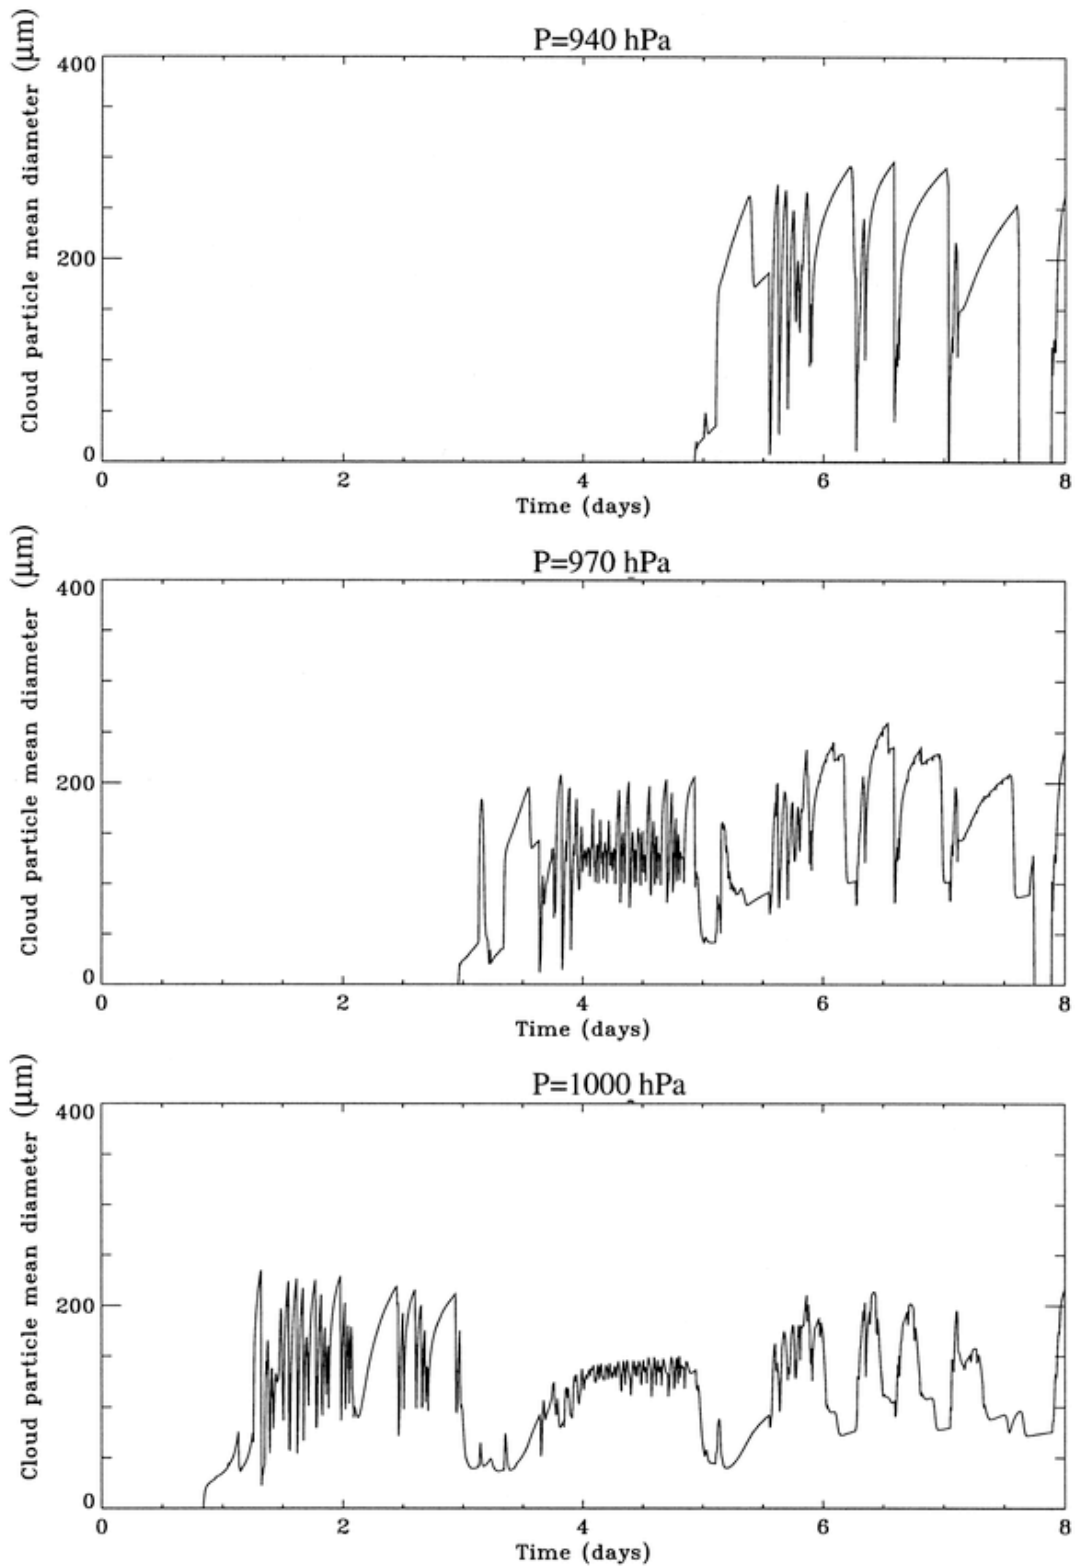 P=940 hPa
Cloud particle mean diameter (μm)
400
200
0
0 2 4 6 8
Time (days)
P=970 hPa
Cloud particle mean diameter (μm)
400
200
0
0 2 4 6 8
Time (days)
P=1000 hPa
Cloud particle mean diameter (μm)
400
200
0
0 2 4 6 8
Time (days)